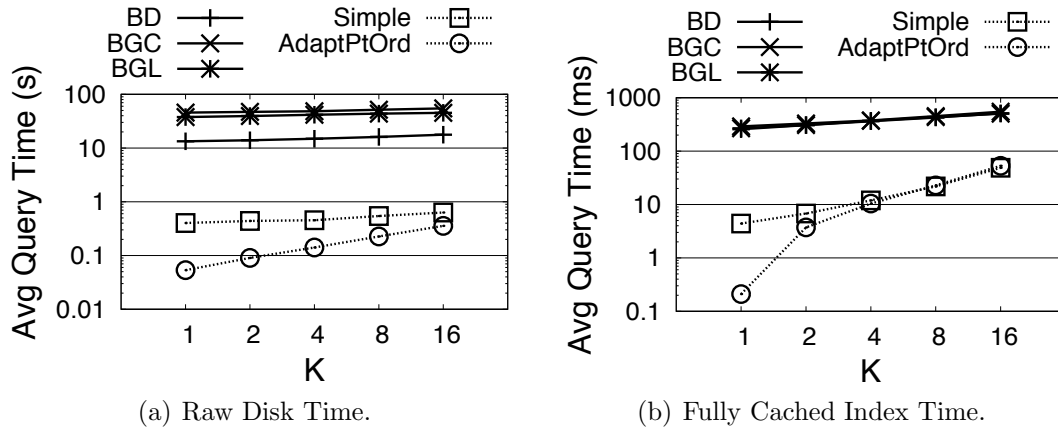 BD
BGC
BGL
Simple
AdaptPtOrd
Avg Query Time (s)
100
10
1
0.1
0.01
1 2 4 8 16
K
(a) Raw Disk Time.
BD
BGC
BGL
Simple
AdaptPtOrd
Avg Query Time (ms)
1000
100
10
1
0.1
1 2 4 8 16
K
(b) Fully Cached Index Time.